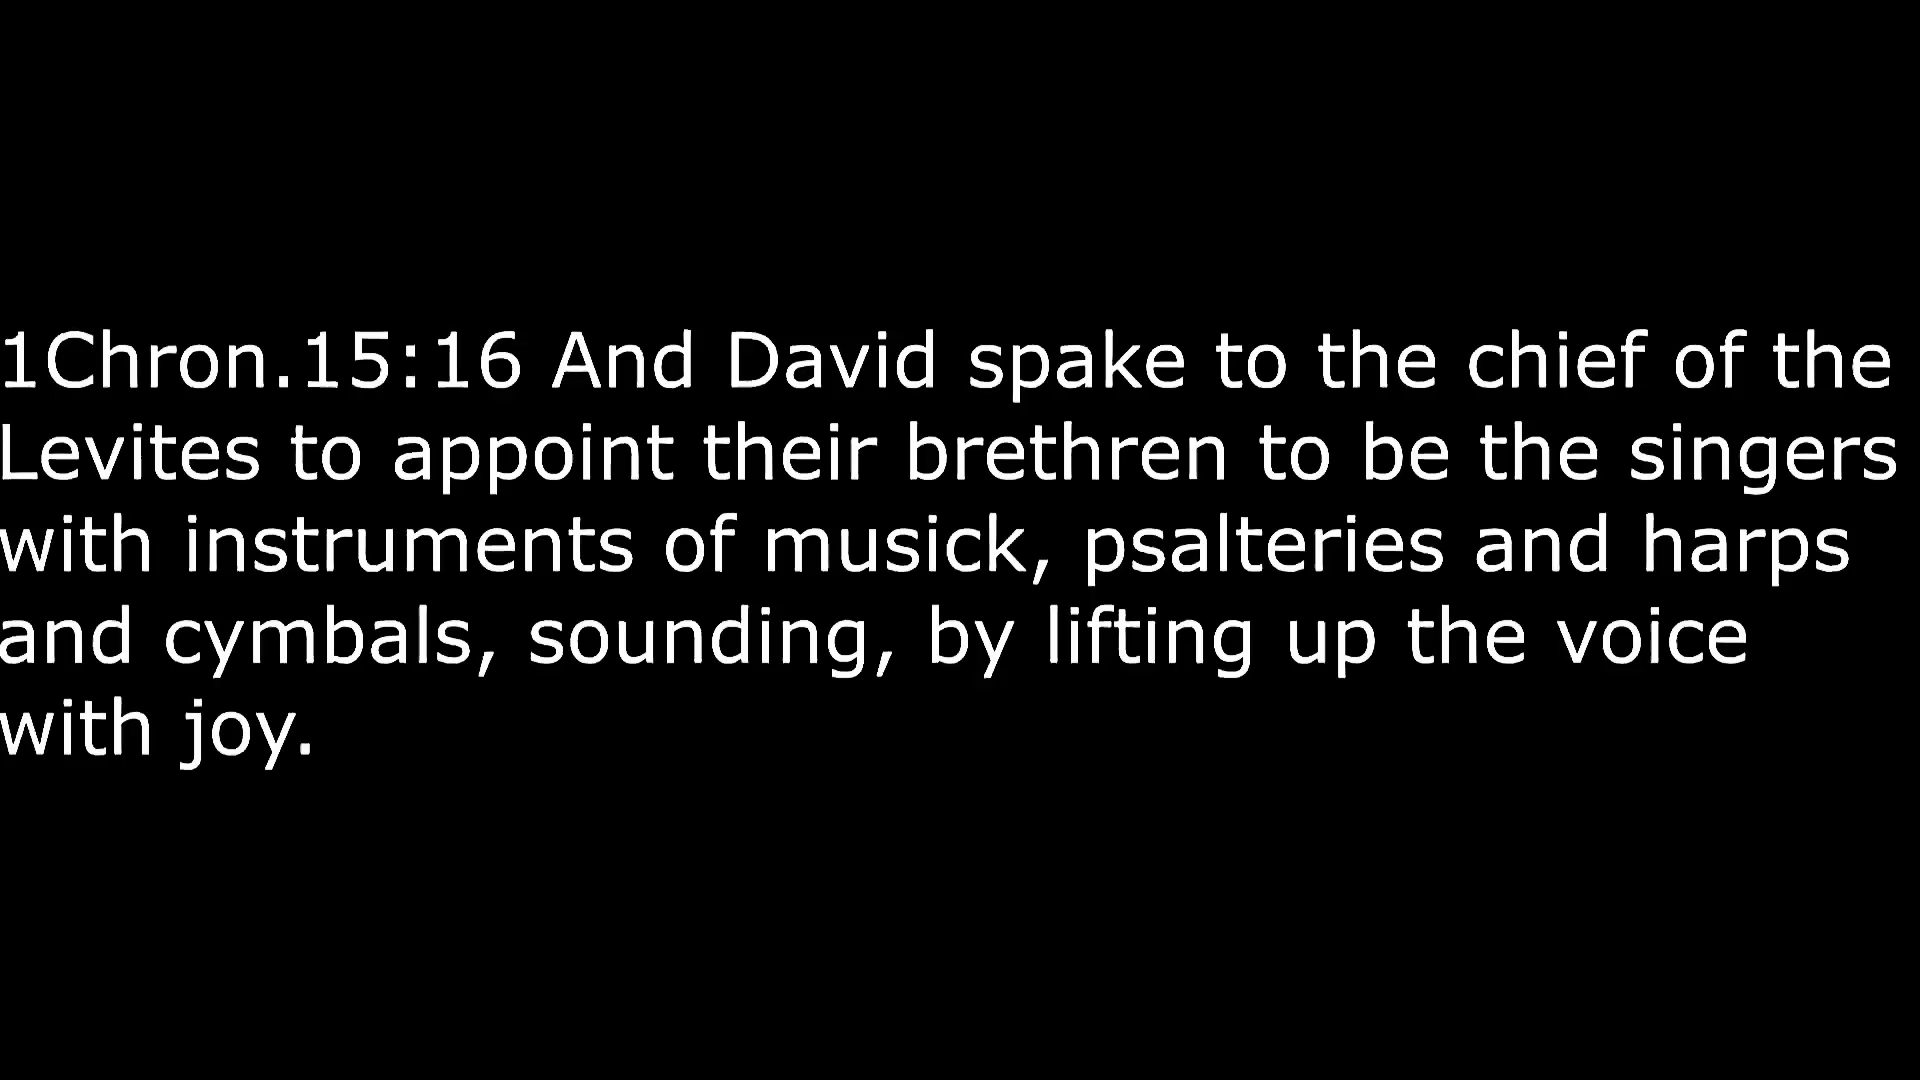 1Chron.15:16 And David spake to the chief of the
Levites to appoint their brethren to be the singers
with instruments of musick, psalteries and harps
and cymbals, sounding, by lifting up the voice
with joy.